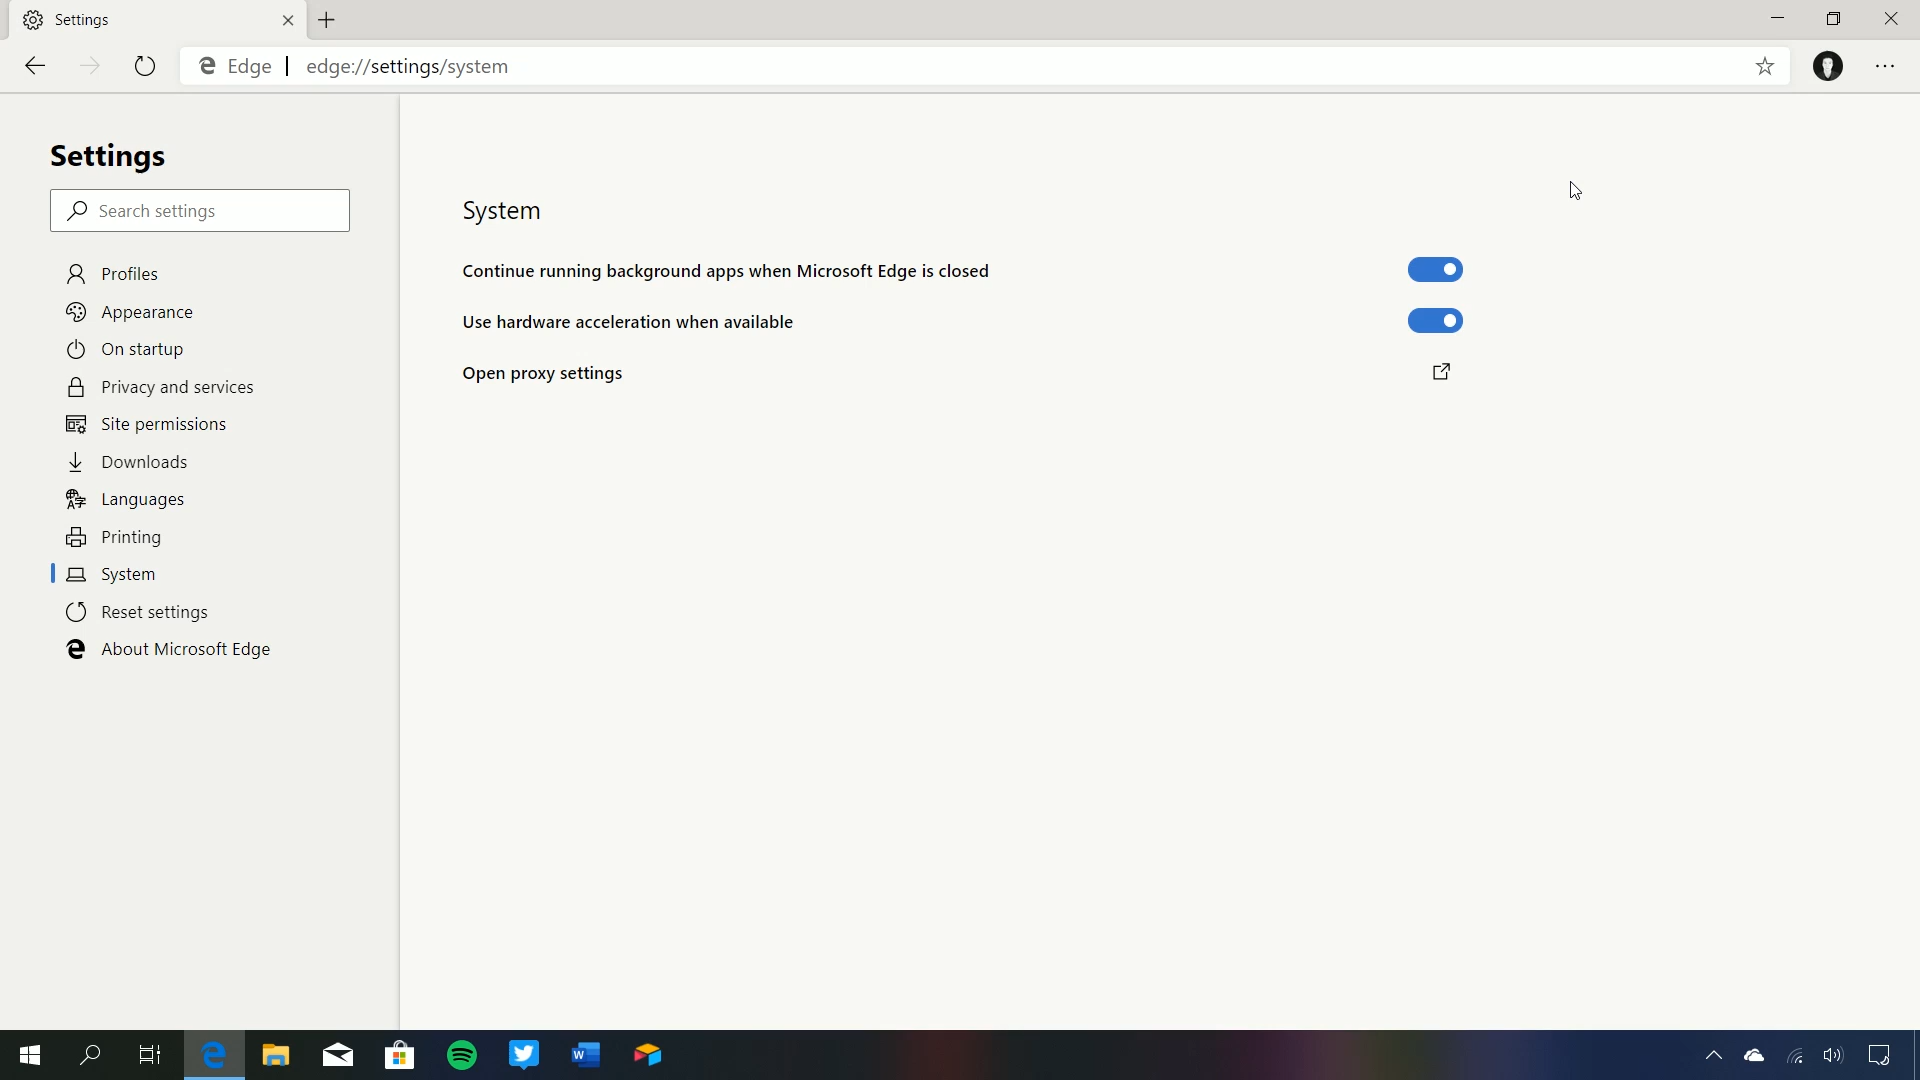 Settings
Edge
edge://settings/system
Settings
Search settings
Profiles
Appearance
On startup
Privacy and services
Site permissions
Downloads
Languages
Printing
System
Reset settings
About Microsoft Edge
System
Continue running background apps when Microsoft Edge is closed
Use hardware acceleration when available
Open proxy settings